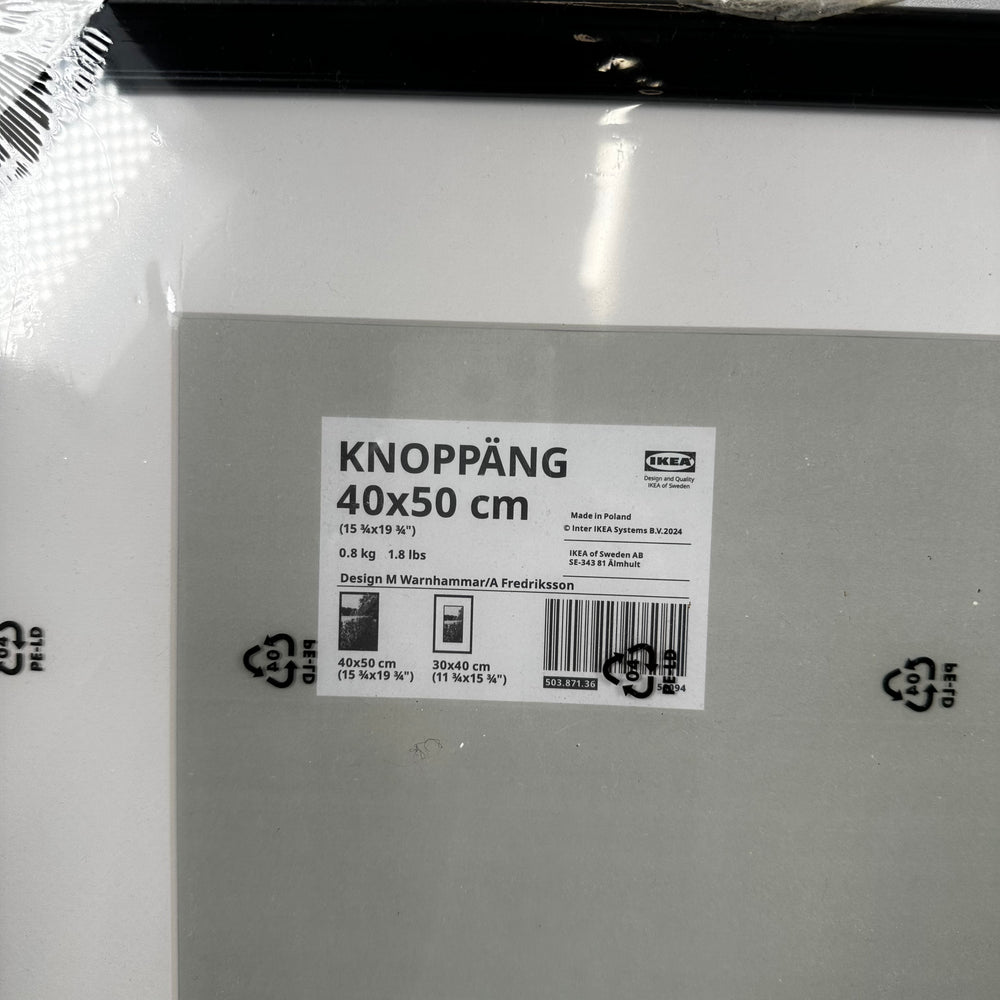 KNOPPÄNG
40x50 cm
(15 ¾x19 ¾")
0.8 kg 1.8 lbs
Design M Warnhammar/A Fredriksson
IKEA
Design and Quality
IKEA of Sweden
Made in Poland
© Inter IKEA Systems B.V.2024
IKEA of Sweden AB
SE-343 81 Älmhult
40x50 cm
(15 ¾x19 ¾")
30x40 cm
(11 ¾x15 ¾")
503.871.36
04
PE-LD
04
PE-LD
04
PE-LD
04
PE-LD